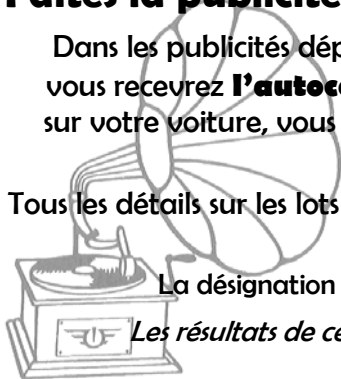 Faites la publicité
Dans les publicités dép
vous recevrez l'autoc
sur votre voiture, vous
Tous les détails sur les lots
La désignation
Les résultats de ce